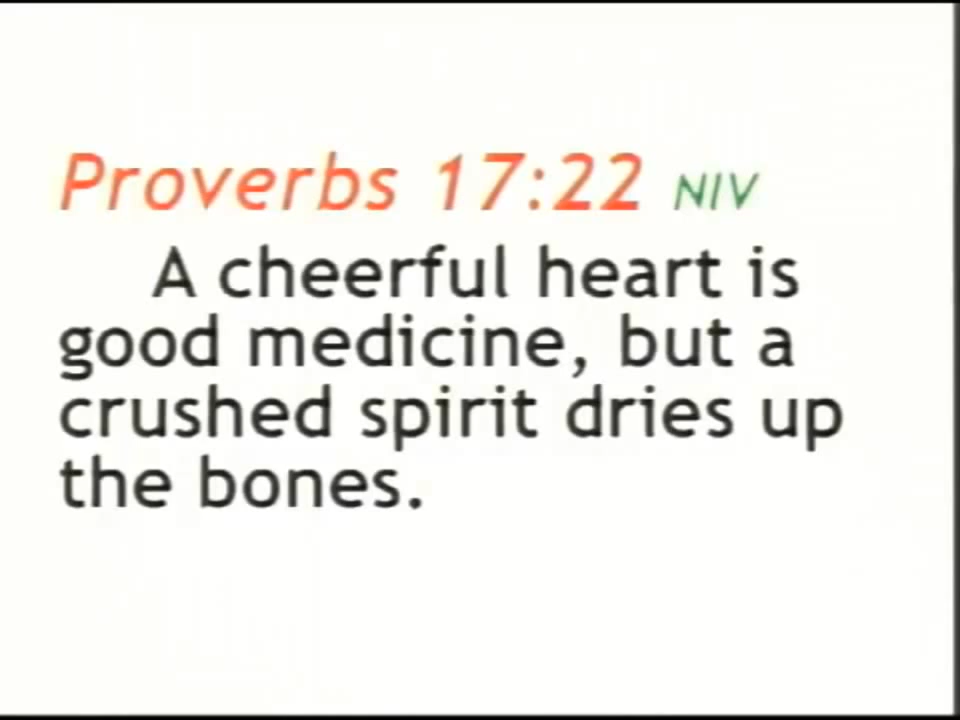 Proverbs 17:22 NIV
A cheerful heart is
good medicine, but a
crushed spirit dries up
the bones.